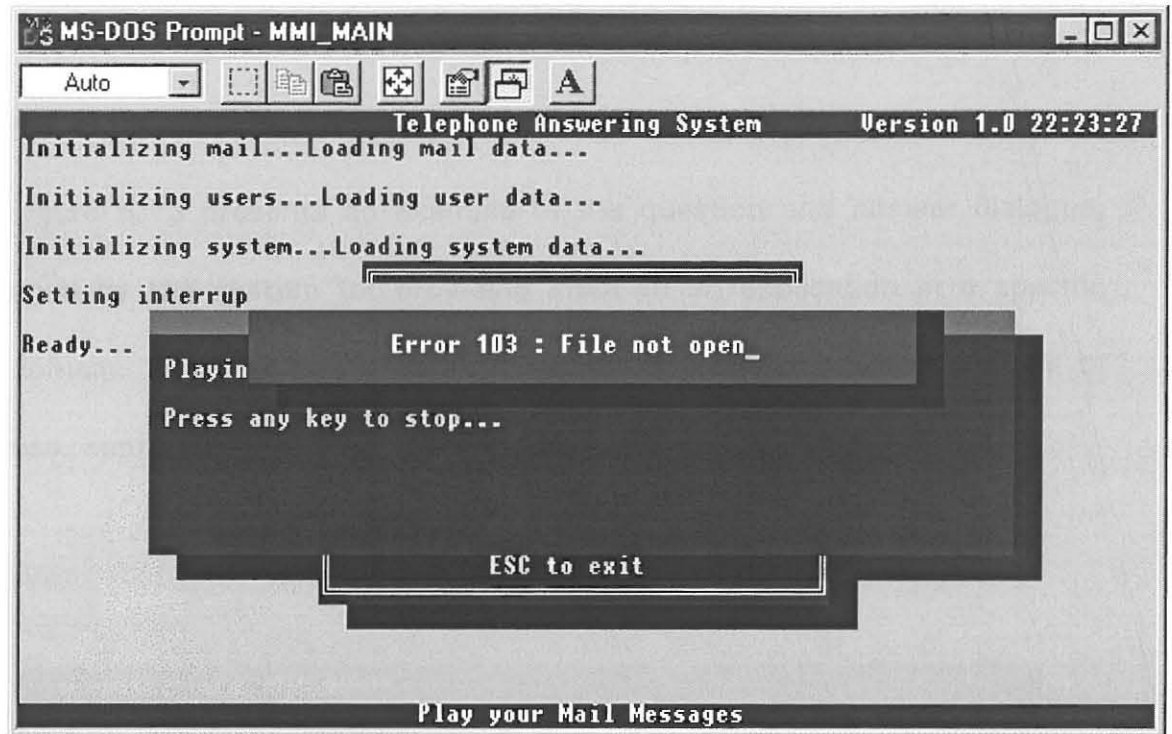 MS-DOS Prompt - MMI_MAIN
Auto
A
Telephone Answering System Version 1.0 22:23:27
Initializing mail...Loading mail data...
Initializing users...Loading user data...
Initializing system...Loading system data...
Setting interrup
Error 103 : File not open_
Ready...
Playin
Press any key to stop...
ESC to exit
Play your Mail Messages